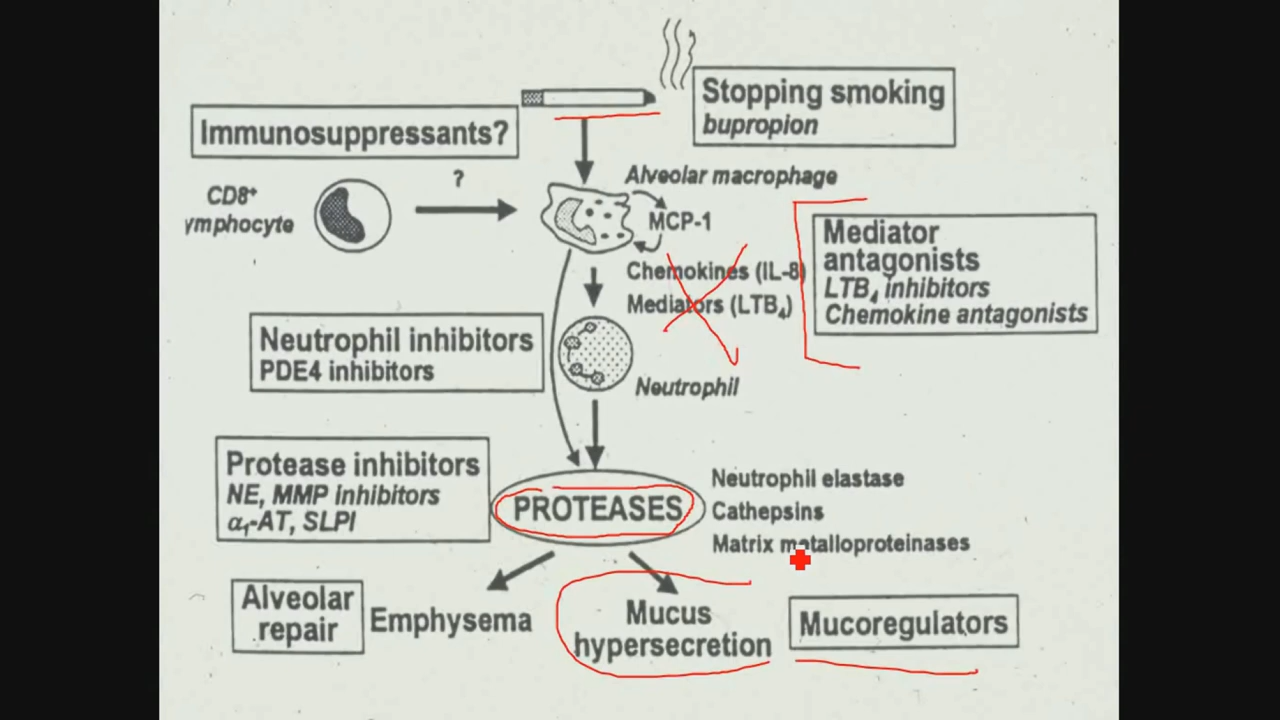 Stopping smoking
bupropion
Immunosuppressants?
?
CD8+
ymphocyte
Alveolar macrophage
MCP-1
Chemokines (IL-8)
Mediators (LTB4)
Mediator
antagonists
LTB4 inhibitors
Chemokine antagonists
Neutrophil inhibitors
PDE4 inhibitors
Neutrophil
Protease inhibitors
NE, MMP inhibitors
α1-AT, SLPI
PROTEASES
Neutrophil elastase
Cathepsins
Matrix metalloproteinases
Alveolar
repair
Emphysema
Mucus
hypersecretion
Mucoregulators